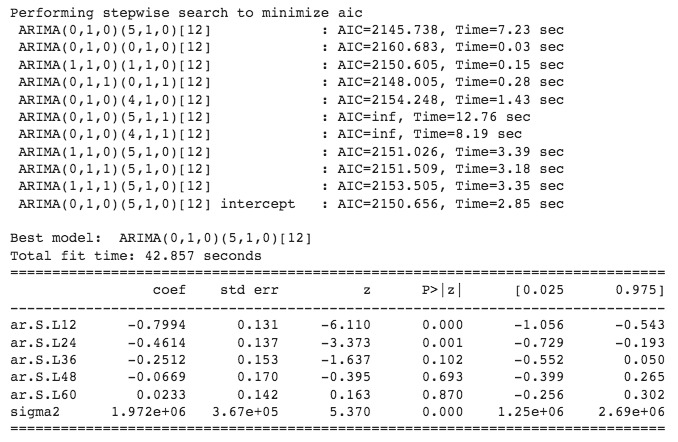 Performing stepwise search to minimize aic
ARIMA(0,1,0)(5,1,0)[12] : AIC=2145.738, Time=7.23 sec
ARIMA(0,1,0)(0,1,0)[12] : AIC=2160.683, Time=0.03 sec
ARIMA(1,1,0)(1,1,0)[12] : AIC=2150.605, Time=0.15 sec
ARIMA(0,1,1)(0,1,1)[12] : AIC=2148.005, Time=0.28 sec
ARIMA(0,1,0)(4,1,0)[12] : AIC=2154.248, Time=1.43 sec
ARIMA(0,1,0)(5,1,1)[12] : AIC=inf, Time=12.76 sec
ARIMA(0,1,0)(4,1,1)[12] : AIC=inf, Time=8.19 sec
ARIMA(1,1,0)(5,1,0)[12] : AIC=2151.026, Time=3.39 sec
ARIMA(0,1,1)(5,1,0)[12] : AIC=2151.509, Time=3.18 sec
ARIMA(1,1,1)(5,1,0)[12] : AIC=2153.505, Time=3.35 sec
ARIMA(0,1,0)(5,1,0)[12] intercept : AIC=2150.656, Time=2.85 sec
Best model: ARIMA(0,1,0)(5,1,0)[12]
Total fit time: 42.857 seconds
==============================================================================
coef std err z P>|z| [0.025 0.975]
------------------------------------------------------------------------------
ar.S.L12 -0.7994 0.131 -6.110 0.000 -1.056 -0.543
ar.S.L24 -0.4614 0.137 -3.373 0.001 -0.729 -0.193
ar.S.L36 -0.2512 0.153 -1.637 0.102 -0.552 0.050
ar.S.L48 -0.0669 0.170 -0.395 0.693 -0.399 0.265
ar.S.L60 0.0233 0.142 0.163 0.870 -0.256 0.302
sigma2 1.972e+06 3.67e+05 5.370 0.000 1.25e+06 2.69e+06
==============================================================================